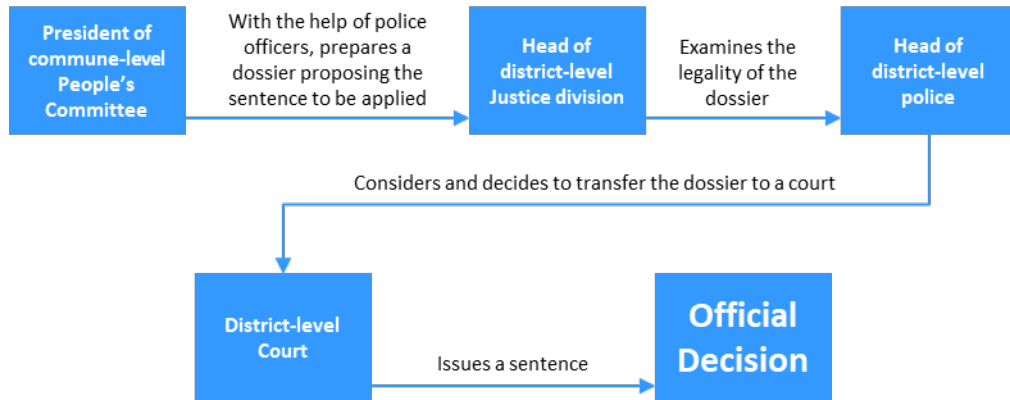 President of
commune-level
People's
Committee
With the help of police
officers, prepares a
dossier proposing the
sentence to be applied
Head of
district-level
Justice division
Examines the
legality of the
dossier
Head of
district-level
police
Considers and decides to transfer the dossier to a court
District-level
Court
Issues a sentence
Official
Decision